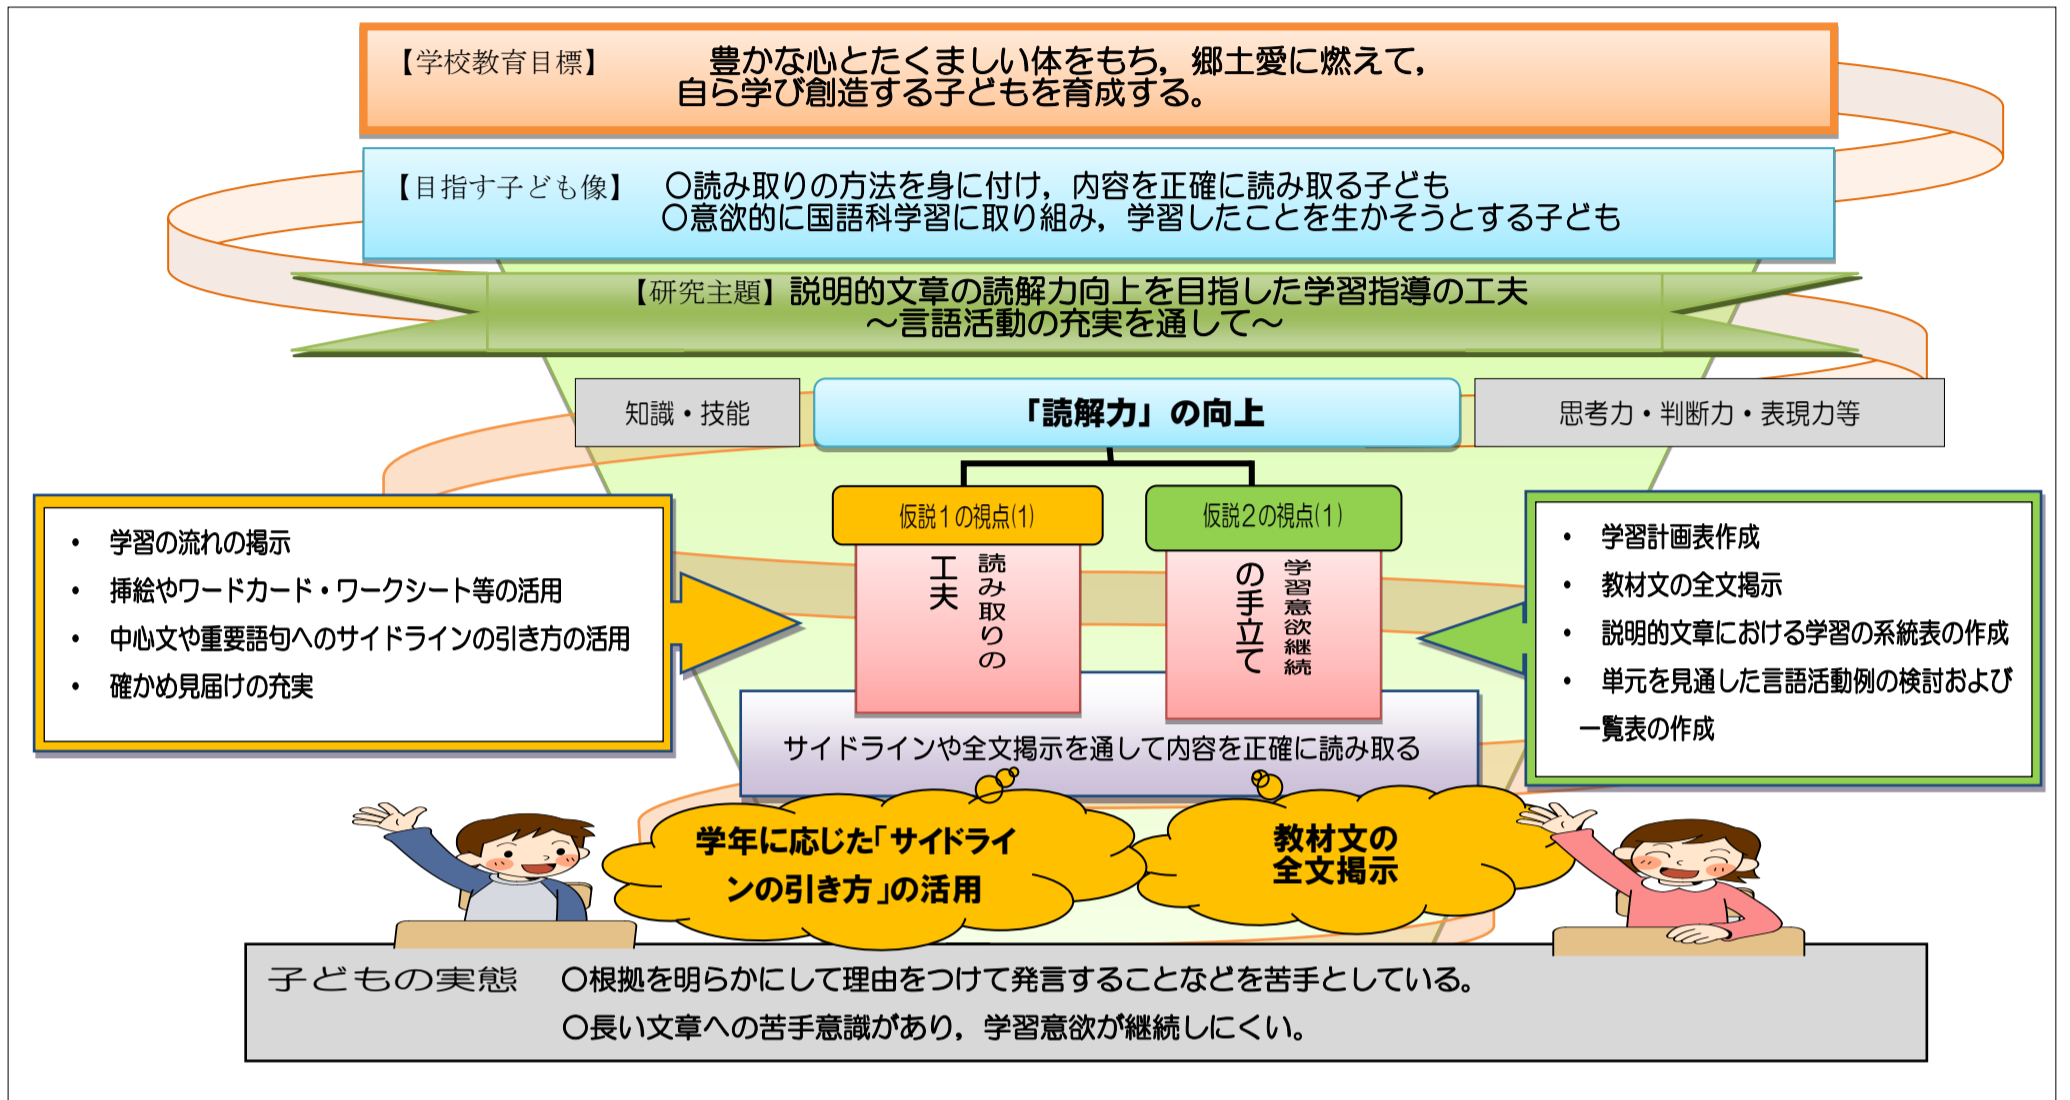 【学校教育目標】 豊かな心とたくましい体をもち，郷土愛に燃えて，
自ら学び創造する子どもを育成する。
【目指す子ども像】 ○読み取りの方法を身に付け，内容を正確に読み取る子ども
○意欲的に国語科学習に取り組み，学習したことを生かそうとする子ども
【研究主題】説明的文章の読解力向上を目指した学習指導の工夫
～言語活動の充実を通して～
知識・技能
「読解力」の向上
思考力・判断力・表現力等
仮説１の視点(1)
読み取りの
工夫
仮説２の視点(1)
学習意欲継続
の手立て
・ 学習の流れの掲示
・ 挿絵やワードカード・ワークシート等の活用
・ 中心文や重要語句へのサイドラインの引き方の活用
・ 確かめ見届けの充実
・ 学習計画表作成
・ 教材文の全文掲示
・ 説明的文章における学習の系統表の作成
・ 単元を見通した言語活動例の検討および
一覧表の作成
サイドラインや全文掲示を通して内容を正確に読み取る
学年に応じた「サイドライ
ンの引き方」の活用
教材文の
全文掲示
子どもの実態 ○根拠を明らかにして理由をつけて発言することなどを苦手としている。
○長い文章への苦手意識があり，学習意欲が継続しにくい。